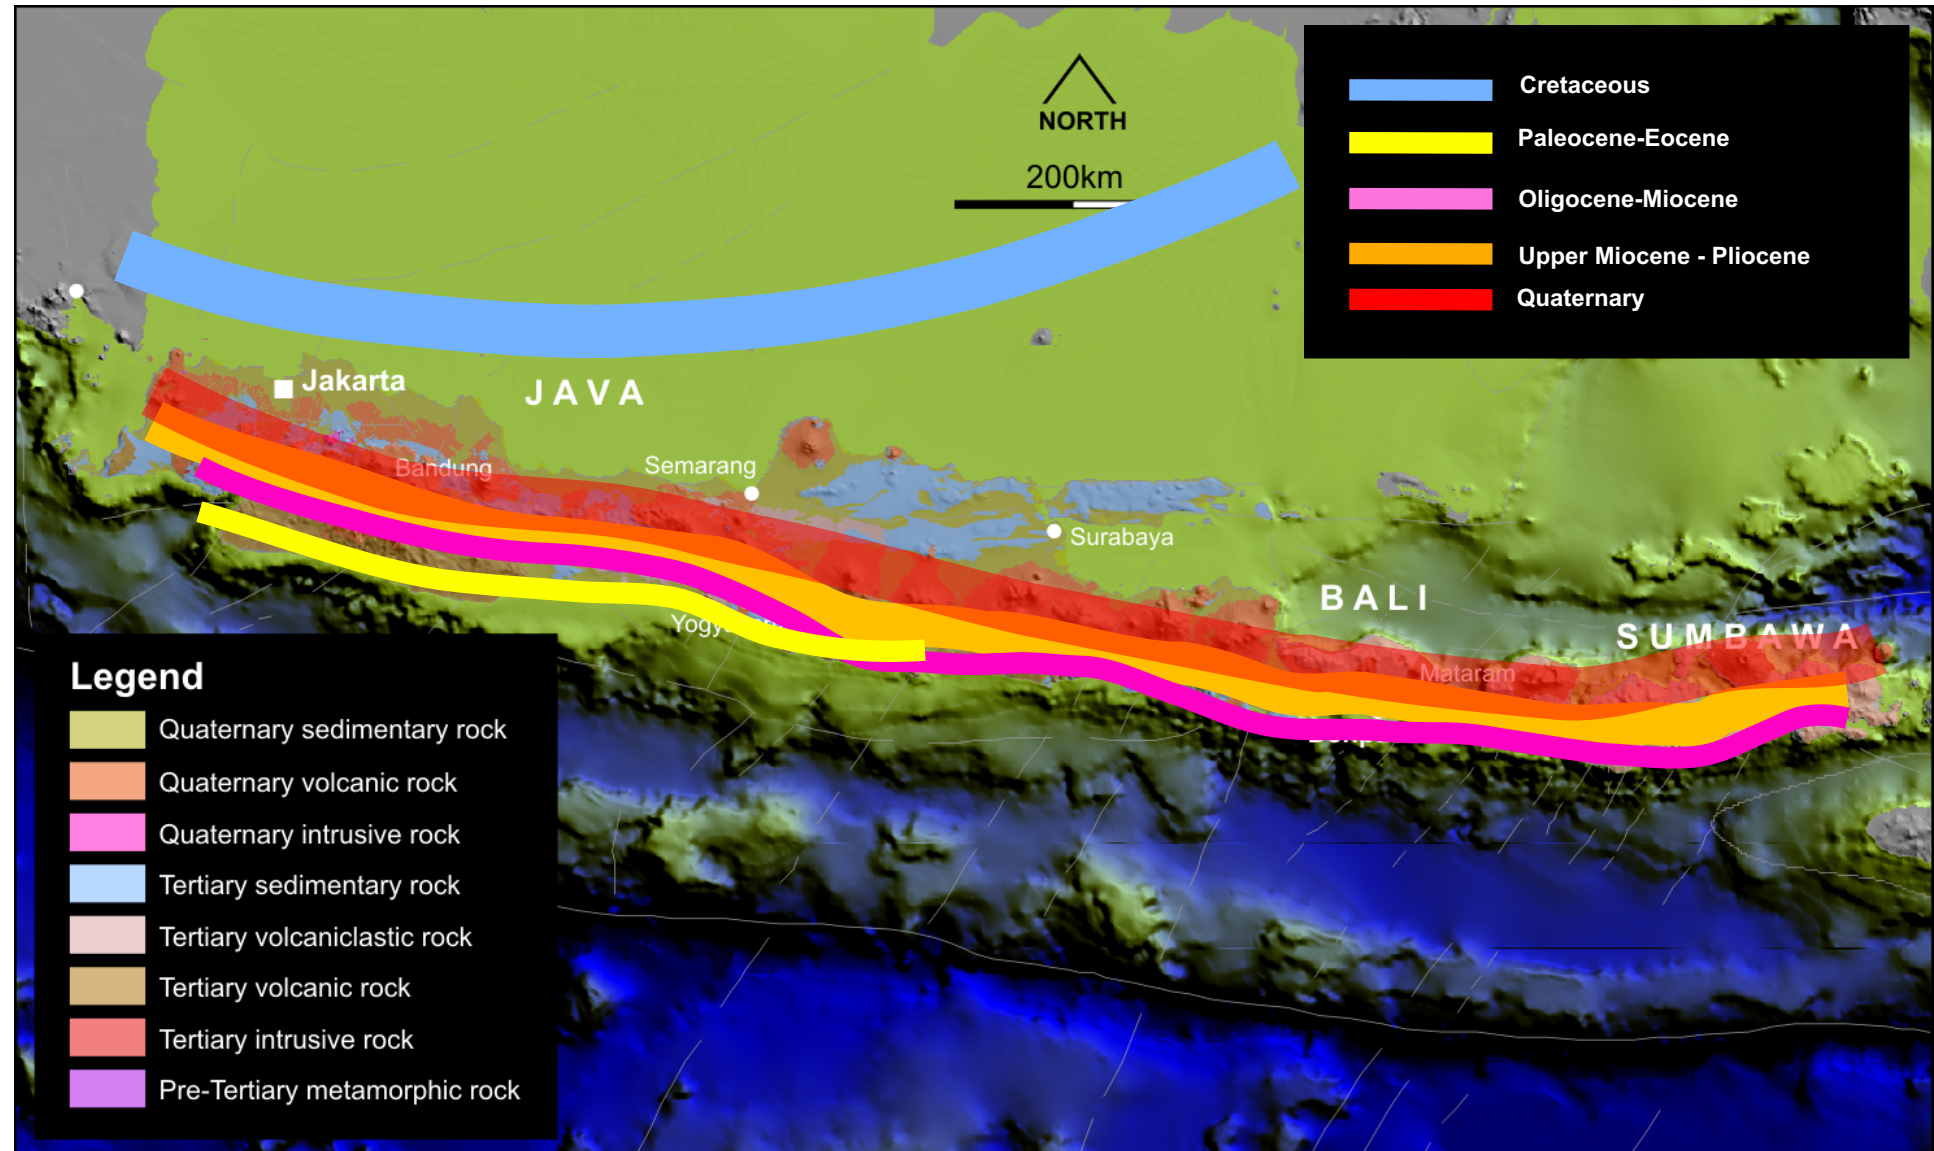 NORTH
200km
Cretaceous
Paleocene-Eocene
Oligocene-Miocene
Upper Miocene - Pliocene
Quaternary
Jakarta
JAVA
Bandung
Semarang
Surabaya
BALI
SUMBAWA
Mataram
Legend
Quaternary sedimentary rock
Quaternary volcanic rock
Quaternary intrusive rock
Tertiary sedimentary rock
Tertiary volcaniclastic rock
Tertiary volcanic rock
Tertiary intrusive rock
Pre-Tertiary metamorphic rock